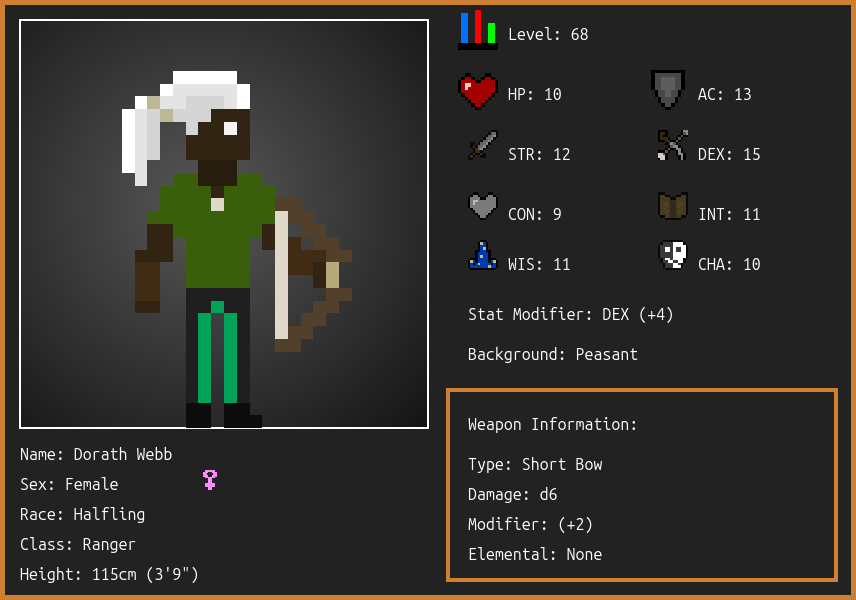 Level: 68
HP: 10
AC: 13
STR: 12
DEX: 15
CON: 9
INT: 11
WIS: 11
CHA: 10
Stat Modifier: DEX (+4)
Background: Peasant
Weapon Information:
Type: Short Bow
Damage: d6
Modifier: (+2)
Elemental: None
Name: Dorath Webb
Sex: Female
Race: Halfling
Class: Ranger
Height: 115cm (3'9")